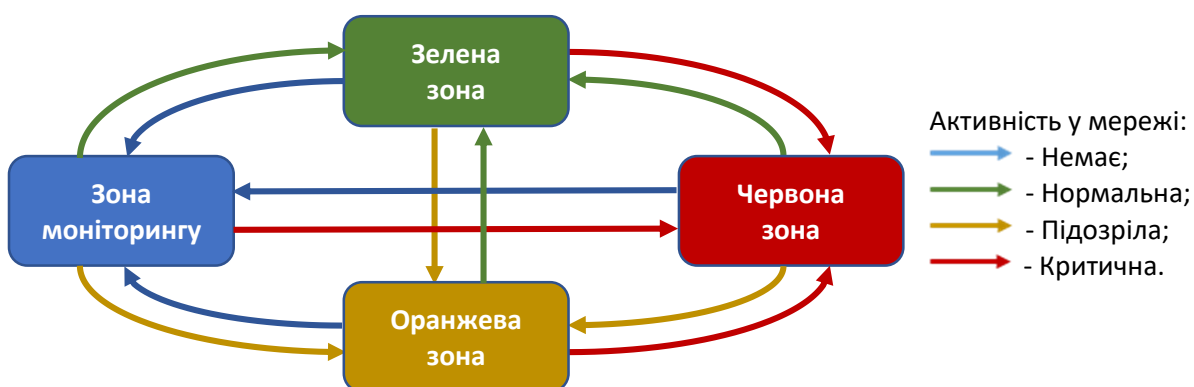 Зелена
зона
Активність у мережі:
- Немає;
Зона
моніторингу
Червона
зона
- Нормальна;
- Підозріла;
- Критична.
Оранжева
зона